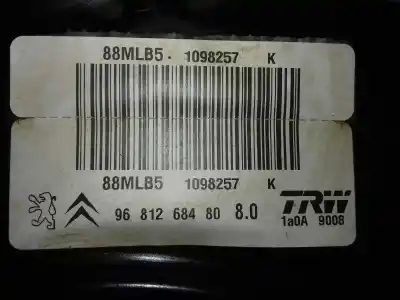 88MLB5. 1098257 K
88MLB5 1098257 K
96 812 684 80 8.0 TRW
1a0A 9008